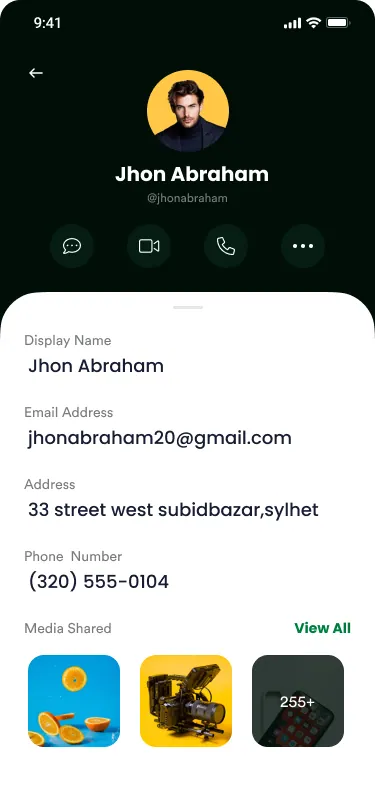 9:41
Jhon Abraham
@jhonabraham
Display Name
Jhon Abraham
Email Address
jhonabraham20@gmail.com
Address
33 street west subidbazar,sylhet
Phone  Number
(320) 555-0104
Media Shared
View All
255+